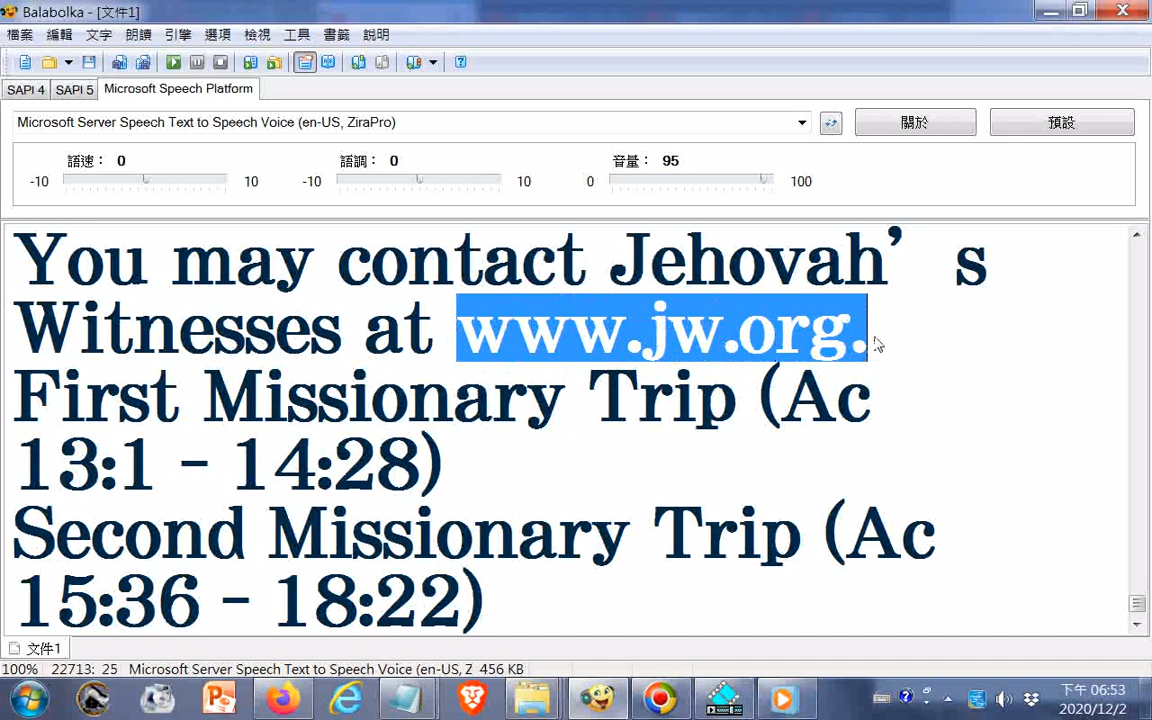 Balabolka - [文件1]
檔案 編輯 文字 朗讀 引擎 選項 檢視 工具 書籤 說明
SAPI 4 SAPI 5 Microsoft Speech Platform
Microsoft Server Speech Text to Speech Voice (en-US, ZiraPro) 關於 預設
語速： 0 語調： 0 音量： 95
-10 10 -10 10 0 100
You may contact Jehovah’s
Witnesses at www.jw.org.
First Missionary Trip (Ac
13:1 - 14:28)
Second Missionary Trip (Ac
15:36 - 18:22)
文件1
100% 22713: 25 Microsoft Server Speech Text to Speech Voice (en-US, Z 456 KB
下午 06:53
2020/12/2